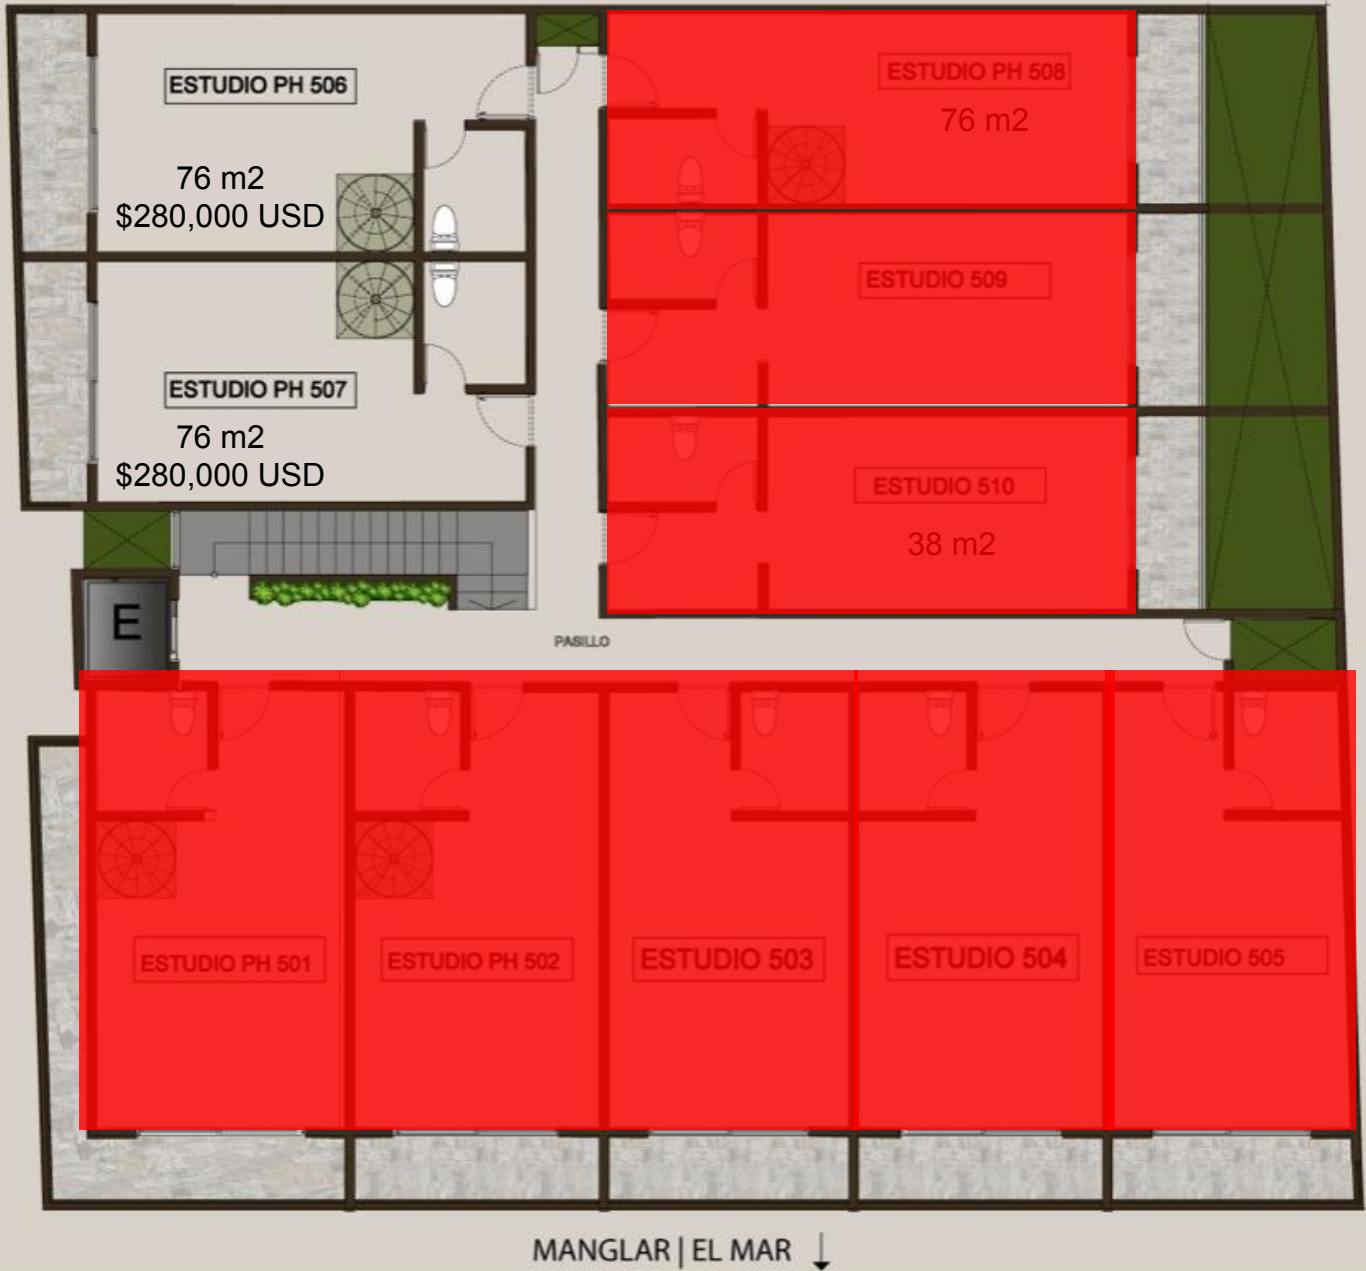 ESTUDIO PH 506
76 m2
$280,000 USD
ESTUDIO PH 508
76 m2
ESTUDIO 509
ESTUDIO PH 507
76 m2
$280,000 USD
ESTUDIO 510
38 m2
E
PASILLO
ESTUDIO PH 501
ESTUDIO PH 502
ESTUDIO 503
ESTUDIO 504
ESTUDIO 505
MANGLAR | EL MAR ↓